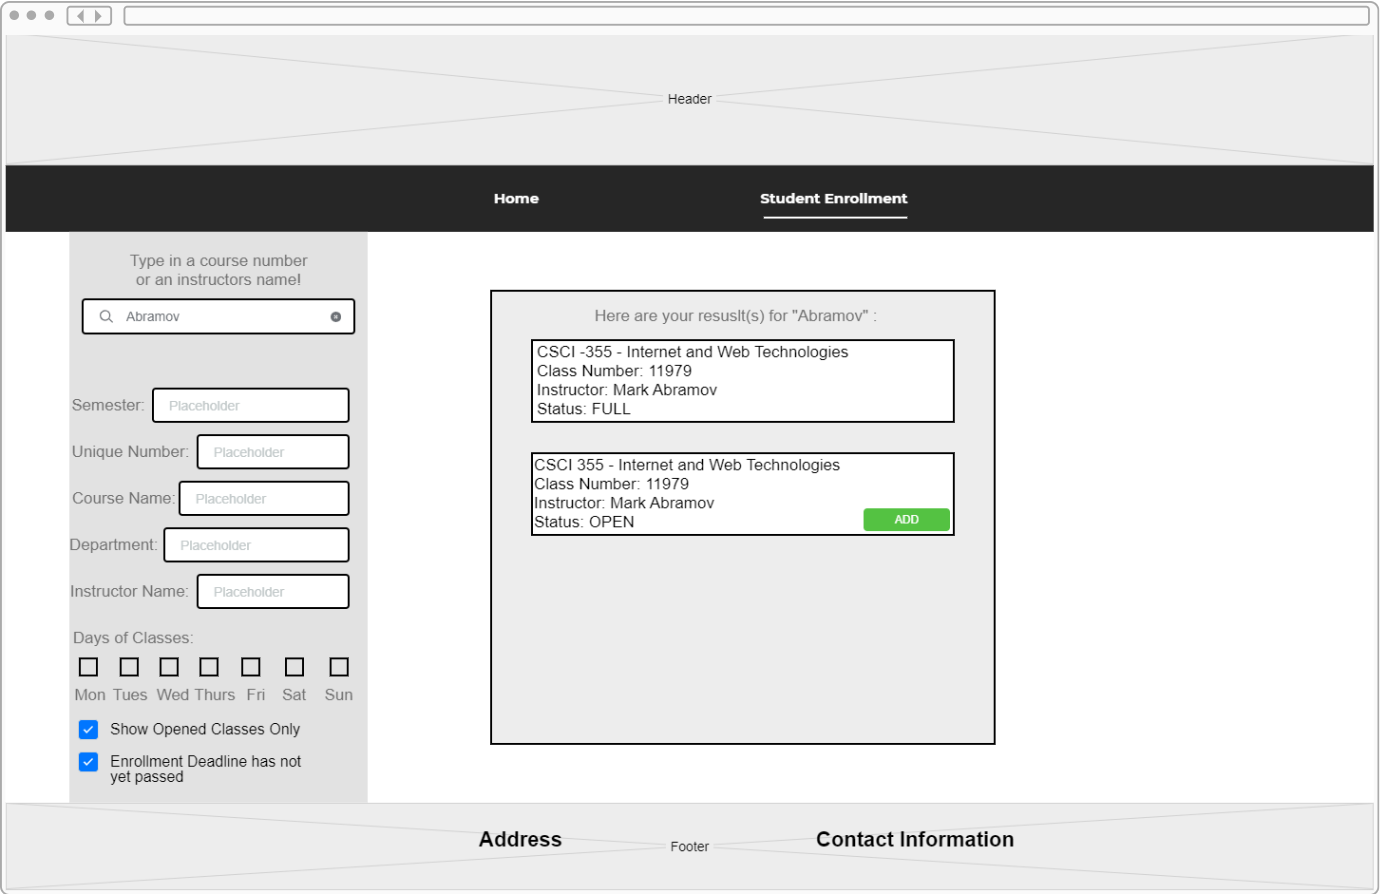 Header
Home
Student Enrollment
Type in a course number
or an instructors name!
Abramov
Semester:
Placeholder
Unique Number:
Placeholder
Course Name:
Placeholder
Department:
Placeholder
Instructor Name:
Placeholder
Days of Classes:
Mon Tues Wed Thurs Fri Sat Sun
Show Opened Classes Only
Enrollment Deadline has not
yet passed
Here are your resuslt(s) for "Abramov" :
CSCI -355 - Internet and Web Technologies
Class Number: 11979
Instructor: Mark Abramov
Status: FULL
CSCI 355 - Internet and Web Technologies
Class Number: 11979
Instructor: Mark Abramov
Status: OPEN
ADD
Address
Footer
Contact Information